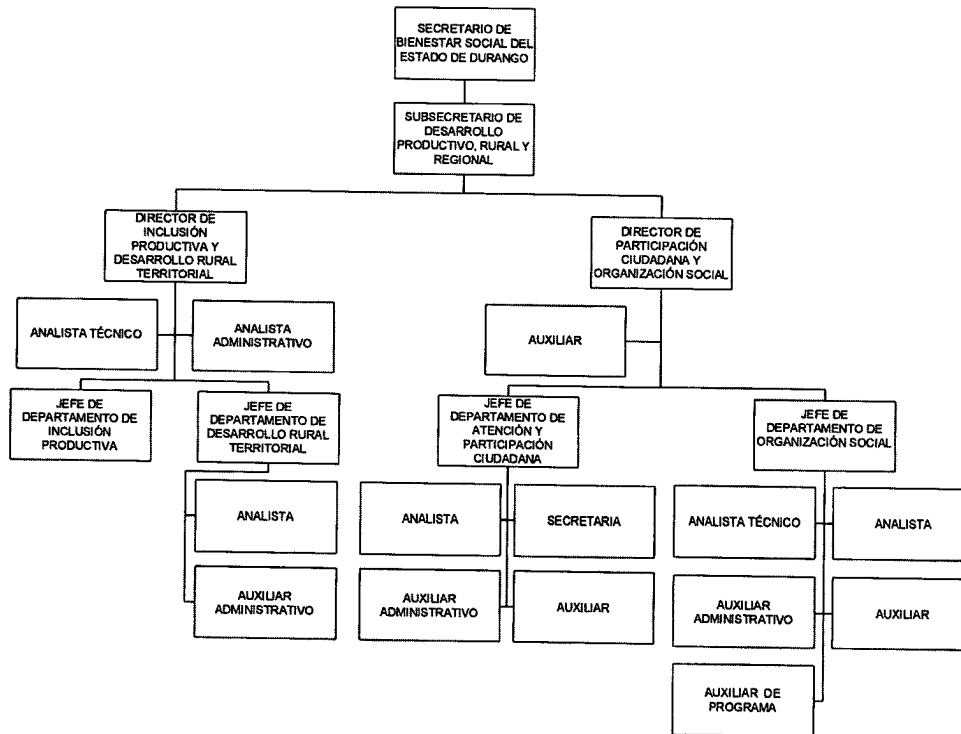 SECRETARIO DE
BIENESTAR SOCIAL DEL
ESTADO DE DURANGO
SUBSECRETARIO DE
DESARROLLO
PRODUCTIVO, RURAL Y
REGIONAL
DIRECTOR DE
INCLUSIÓN
PRODUCTIVA Y
DESARROLLO RURAL
TERRITORIAL
DIRECTOR DE
PARTICIPACIÓN
CIUDADANA Y
ORGANIZACIÓN SOCIAL
ANALISTA TÉCNICO
ANALISTA
ADMINISTRATIVO
AUXILIAR
JEFE DE
DEPARTAMENTO DE
INCLUSIÓN
PRODUCTIVA
JEFE DE
DEPARTAMENTO DE
DESARROLLO RURAL
TERRITORIAL
JEFE DE
DEPARTAMENTO DE
ATENCIÓN Y
PARTICIPACIÓN
CIUDADANA
JEFE DE
DEPARTAMENTO DE
ORGANIZACIÓN SOCIAL
ANALISTA
ANALISTA
SECRETARIA
ANALISTA TÉCNICO
ANALISTA
AUXILIAR
ADMINISTRATIVO
AUXILIAR
ADMINISTRATIVO
AUXILIAR
AUXILIAR
ADMINISTRATIVO
AUXILIAR
AUXILIAR DE
PROGRAMA